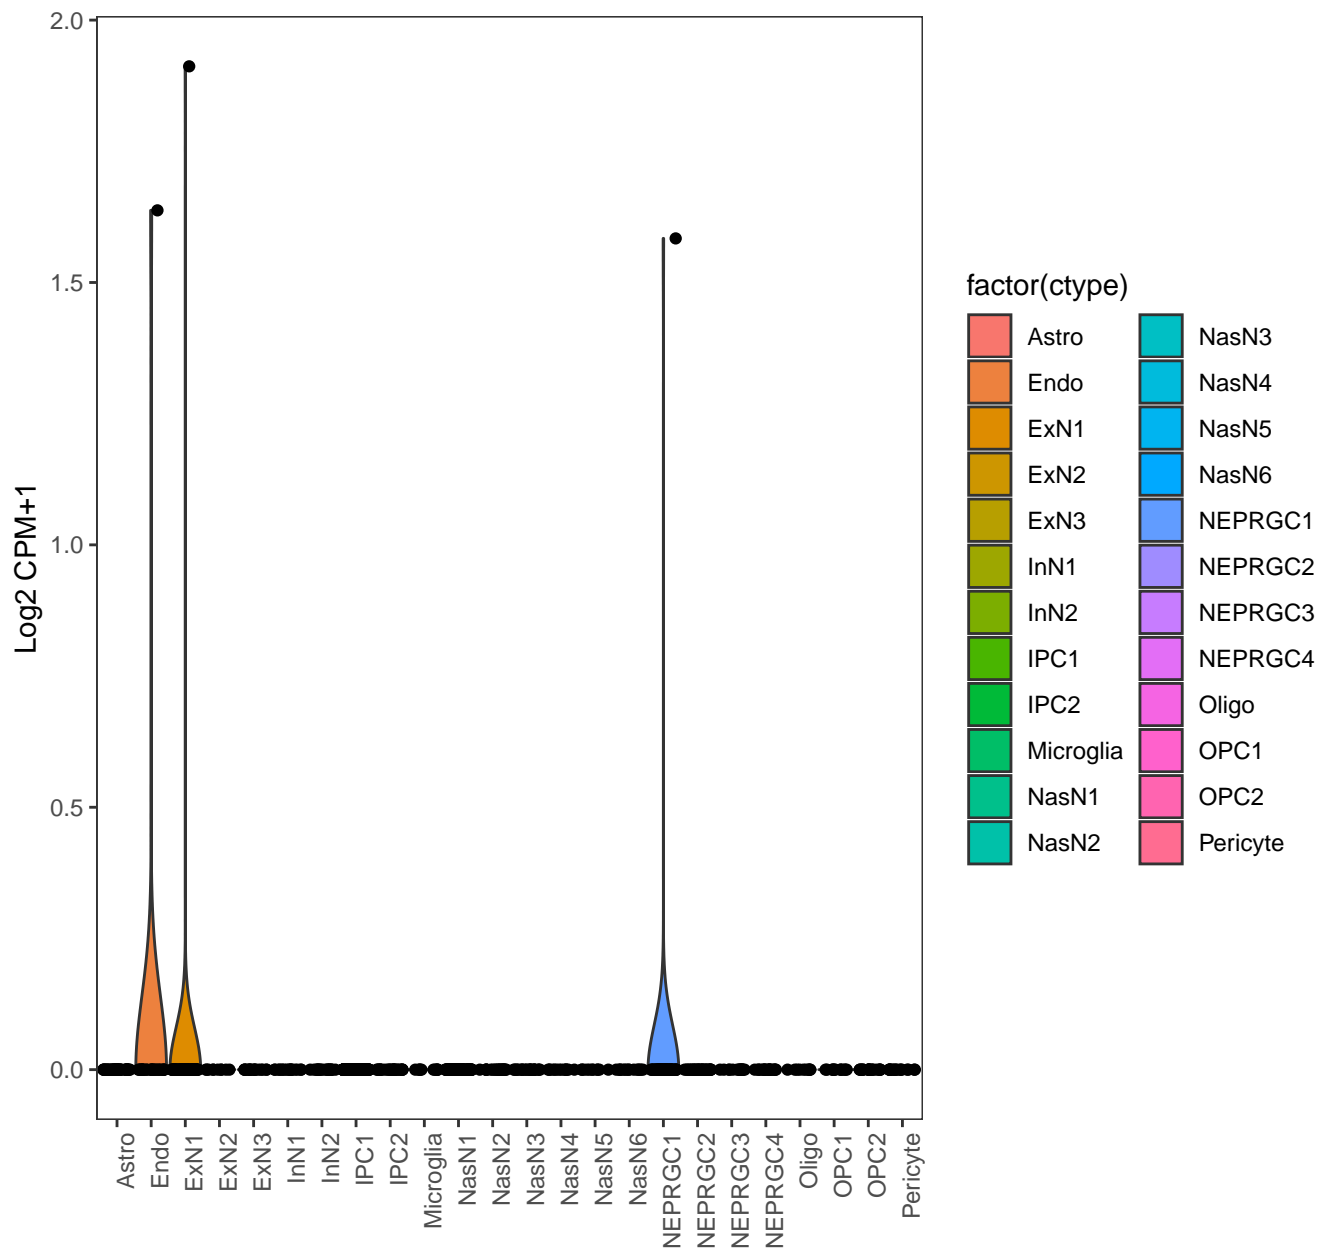 2.0
1.5
1.0
0.5
0.0
Log2 CPM+1
Astro
Endo
ExN1
ExN2
ExN3
InN1
InN2
IPC1
IPC2
Microglia
NasN1
NasN2
NasN3
NasN4
NasN5
NasN6
NEPRGC1
NEPRGC2
NEPRGC3
NEPRGC4
Oligo
OPC1
OPC2
Pericyte
factor(ctype)
Astro
Endo
ExN1
ExN2
ExN3
InN1
InN2
IPC1
IPC2
Microglia
NasN1
NasN2
NasN3
NasN4
NasN5
NasN6
NEPRGC1
NEPRGC2
NEPRGC3
NEPRGC4
Oligo
OPC1
OPC2
Pericyte